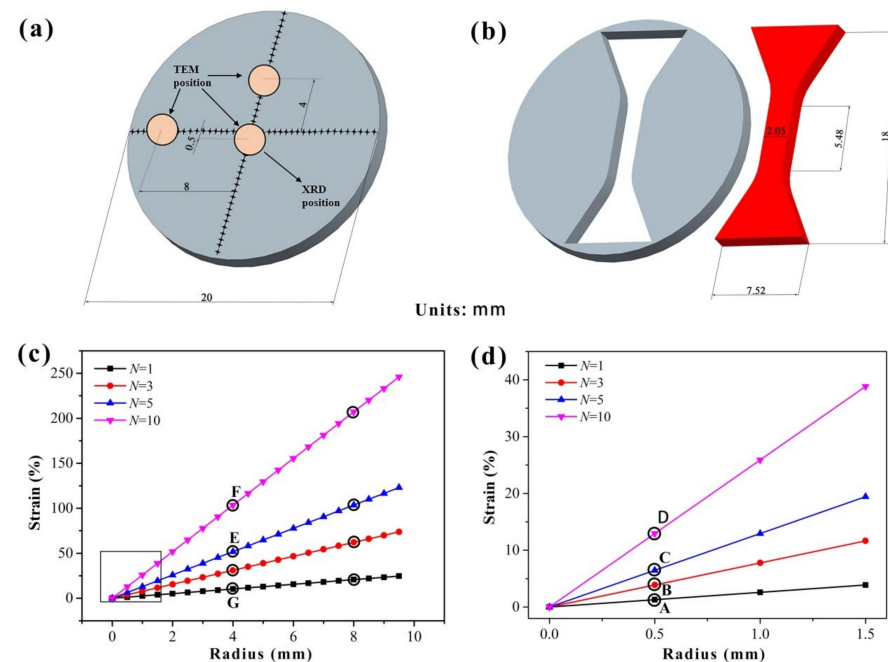 (a)
TEM
position
4
0.5
8
XRD
position
20
(b)
2.05
5.48
18
7.52
Units: mm
(c)
N=1
N=3
N=5
N=10
250
200
150
100
50
0
Strain (%)
F
E
G
0 2 4 6 8 10
Radius (mm)
(d)
N=1
N=3
N=5
N=10
40
30
20
10
0
Strain (%)
D
C
B
A
0.0 0.5 1.0 1.5
Radius (mm)